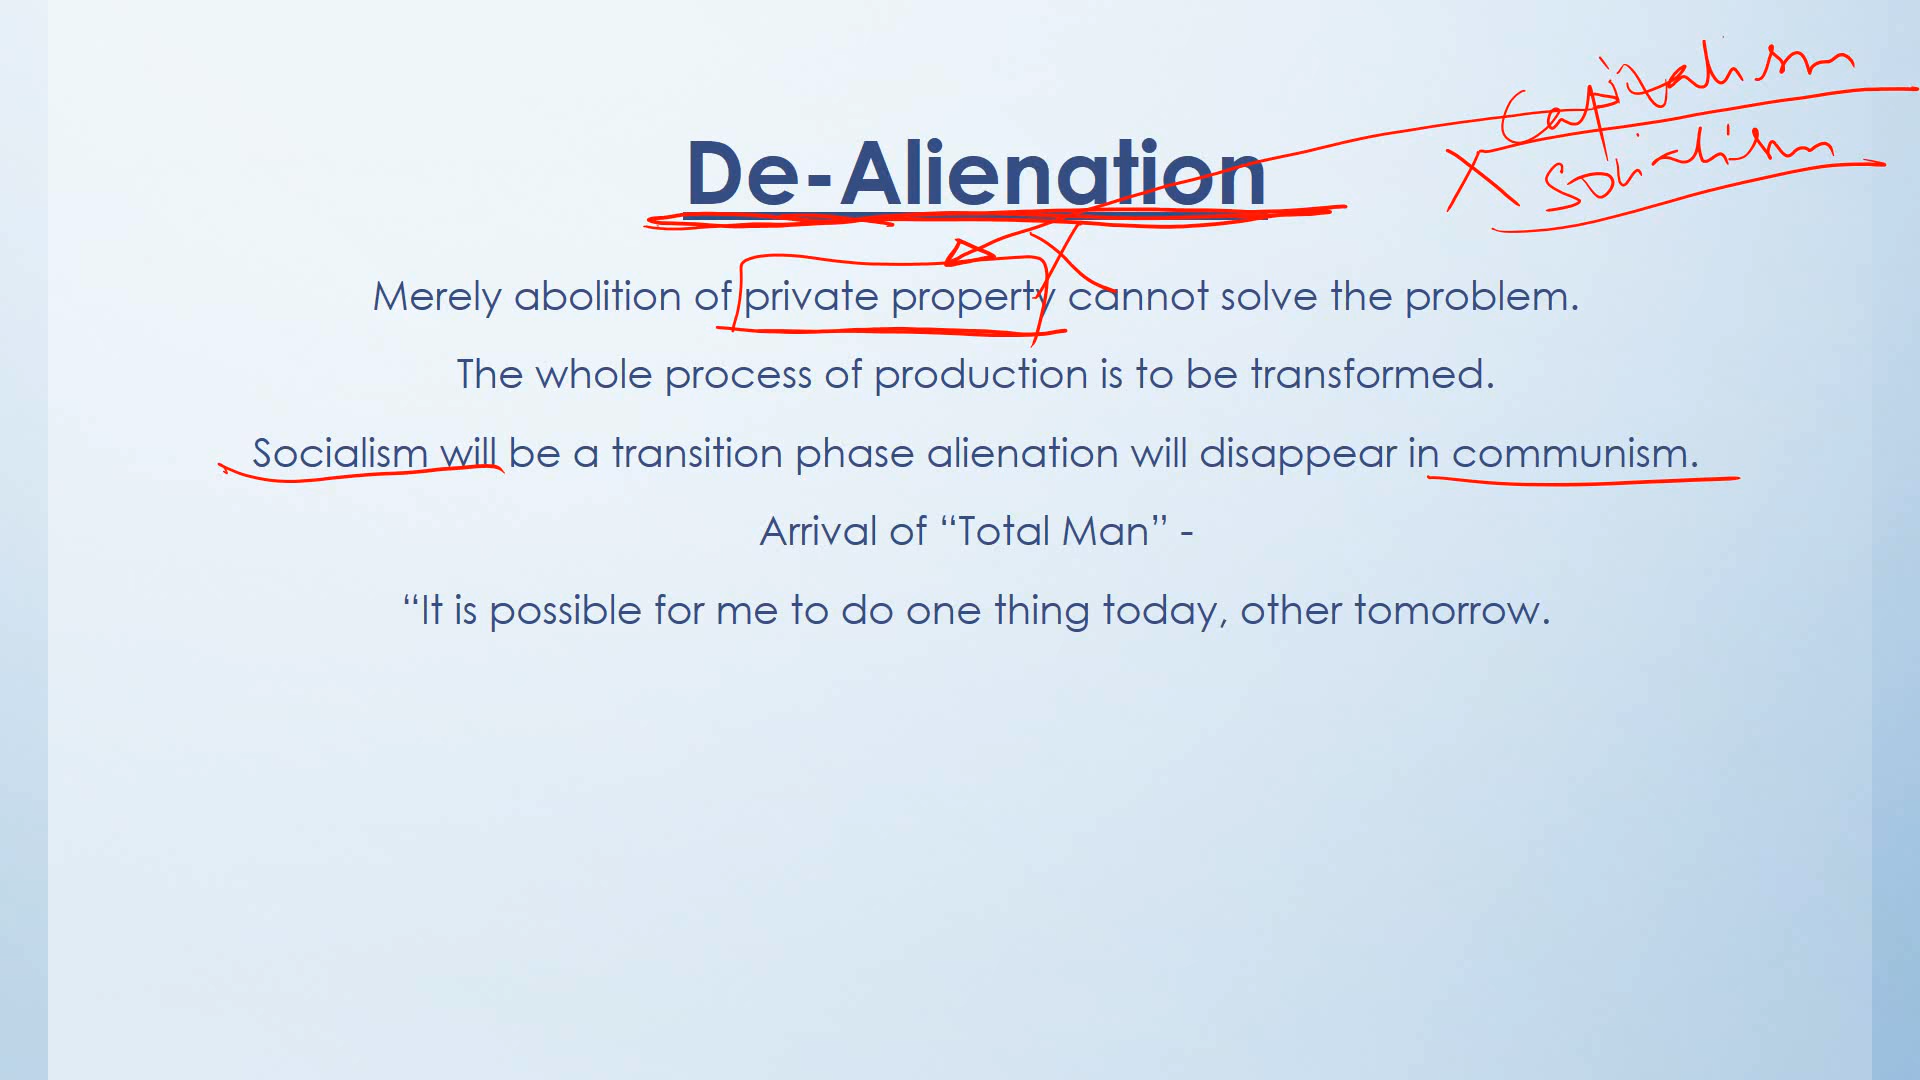 Capitalism
Socialism
De-Alienation
Merely abolition of private property cannot solve the problem.
The whole process of production is to be transformed.
Socialism will be a transition phase alienation will disappear in communism.
Arrival of “Total Man” -
“It is possible for me to do one thing today, other tomorrow.